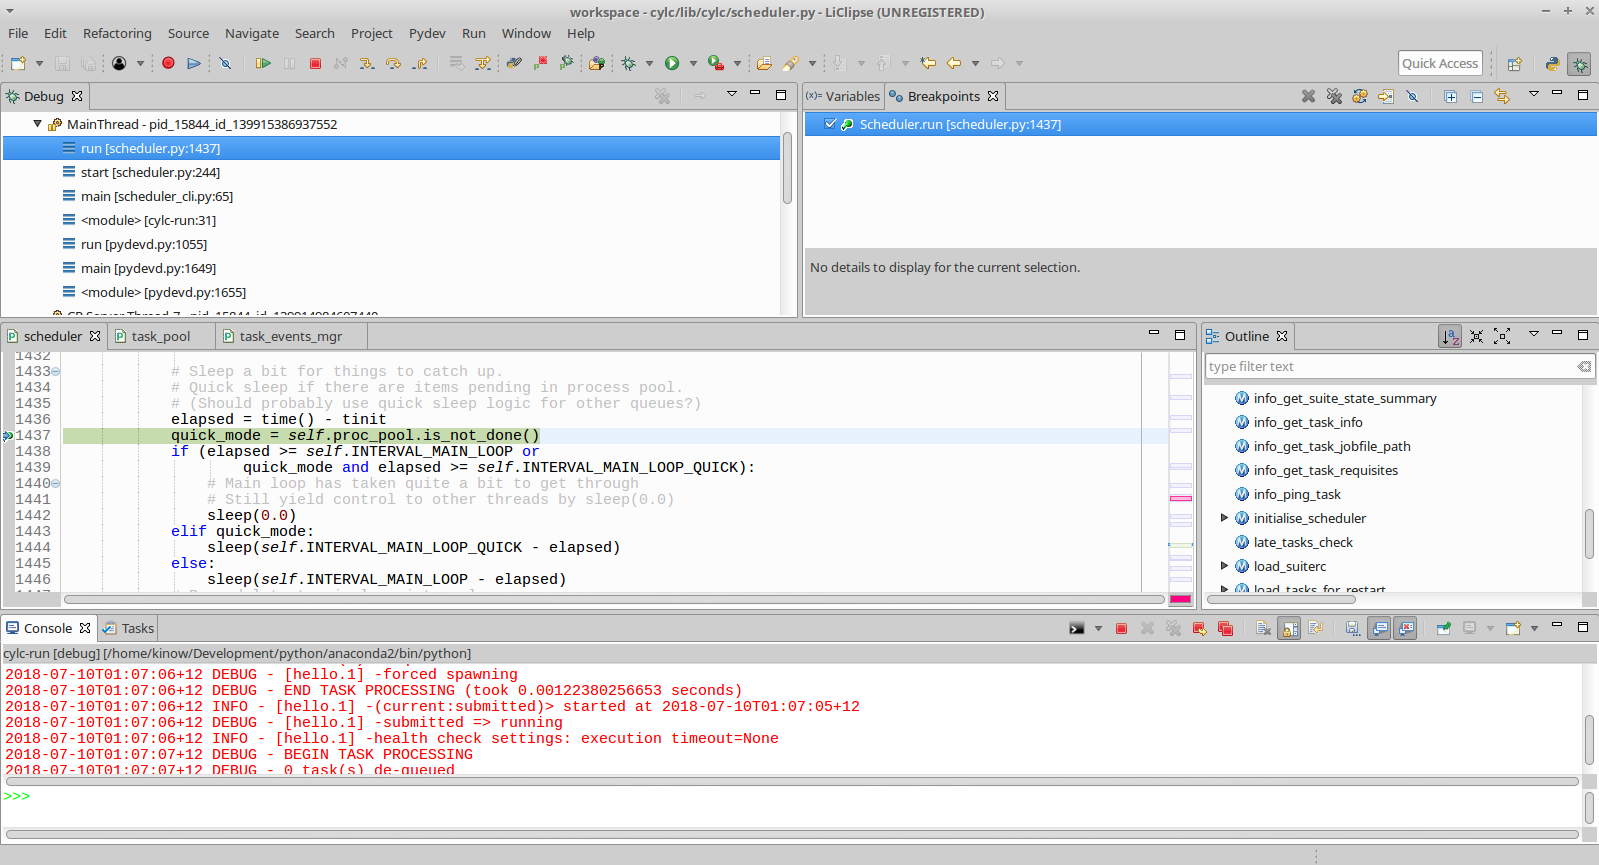 workspace - cylc/lib/cylc/scheduler.py - LiClipse (UNREGISTERED)
File Edit Refactoring Source Navigate Search Project Pydev Run Window Help
Quick Access
Debug
MainThread - pid_15844_id_139915386937552
run [scheduler.py:1437]
start [scheduler.py:244]
main [scheduler_cli.py:65]
<module> [cylc-run:31]
run [pydevd.py:1055]
main [pydevd.py:1649]
<module> [pydevd.py:1655]
(x)= Variables Breakpoints
Scheduler.run [scheduler.py:1437]
No details to display for the current selection.
scheduler task_pool task_events_mgr
1432
1433 # Sleep a bit for things to catch up.
1434 # Quick sleep if there are items pending in process pool.
1435 # (Should probably use quick sleep logic for other queues?)
1436 elapsed = time() - tinit
1437 quick_mode = self.proc_pool.is_not_done()
1438 if (elapsed >= self.INTERVAL_MAIN_LOOP or
1439 quick_mode and elapsed >= self.INTERVAL_MAIN_LOOP_QUICK):
1440 # Main loop has taken quite a bit to get through
1441 # Still yield control to other threads by sleep(0.0)
1442 sleep(0.0)
1443 elif quick_mode:
1444 sleep(self.INTERVAL_MAIN_LOOP_QUICK - elapsed)
1445 else:
1446 sleep(self.INTERVAL_MAIN_LOOP - elapsed)
Outline
type filter text
info_get_suite_state_summary
info_get_task_info
info_get_task_jobfile_path
info_get_task_requisites
info_ping_task
initialise_scheduler
late_tasks_check
load_suiterc
load_tasks_for_restart
Console Tasks
cylc-run [debug] [/home/kinow/Development/python/anaconda2/bin/python]
2018-07-10T01:07:06+12 DEBUG - [hello.1] -forced spawning
2018-07-10T01:07:06+12 DEBUG - END TASK PROCESSING (took 0.00122380256653 seconds)
2018-07-10T01:07:06+12 INFO - [hello.1] -(current:submitted)> started at 2018-07-10T01:07:05+12
2018-07-10T01:07:06+12 DEBUG - [hello.1] -submitted => running
2018-07-10T01:07:06+12 INFO - [hello.1] -health check settings: execution timeout=None
2018-07-10T01:07:07+12 DEBUG - BEGIN TASK PROCESSING
2018-07-10T01:07:07+12 DEBUG - 0 task(s) de-queued
>>>